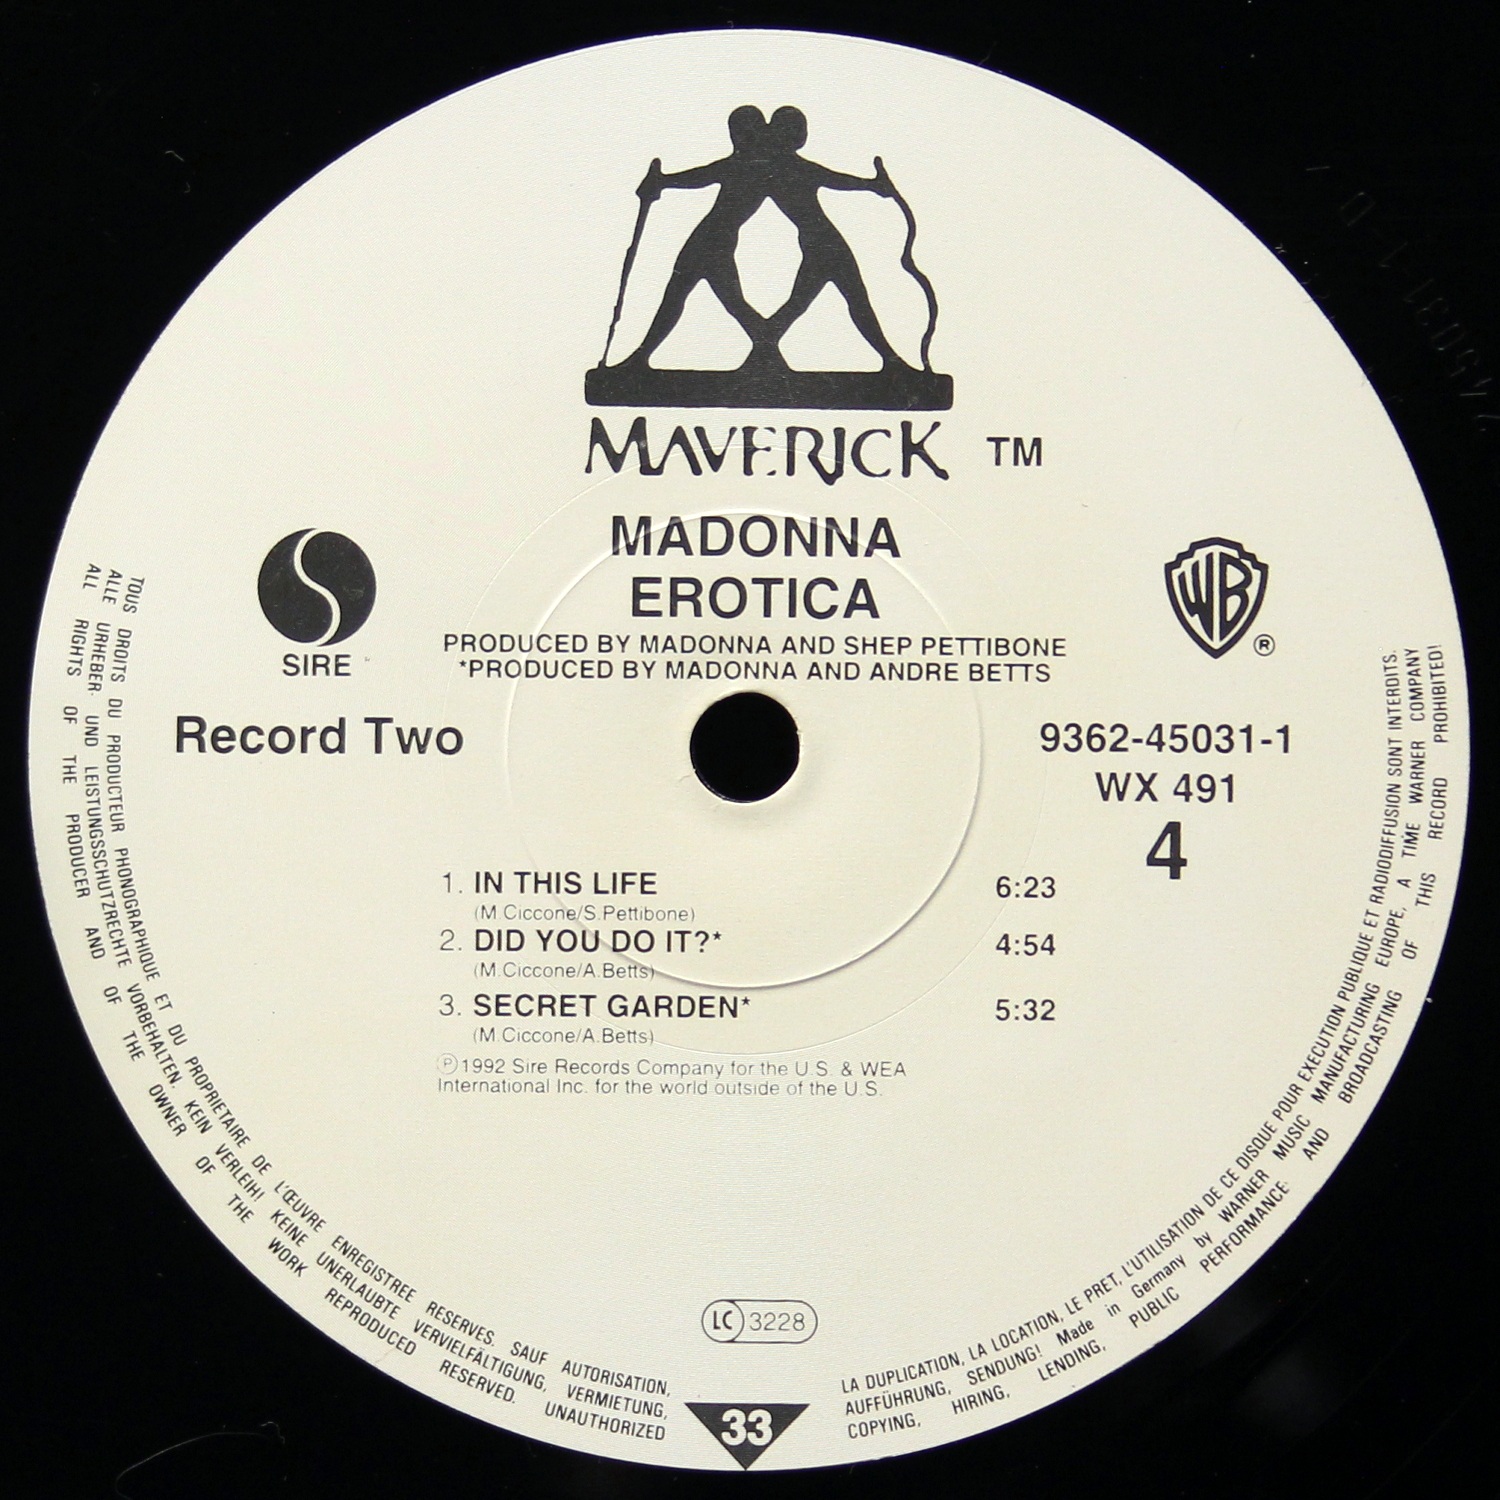 MAVERICK TM
MADONNA
EROTICA
PRODUCED BY MADONNA AND SHEP PETTIBONE
*PRODUCED BY MADONNA AND ANDRE BETTS
SIRE
WB ®
Record Two
9362-45031-1
WX 491
4
1. IN THIS LIFE 6:23
(M.Ciccone/S.Pettibone)
2. DID YOU DO IT?* 4:54
(M.Ciccone/A.Betts)
3. SECRET GARDEN* 5:32
(M.Ciccone/A.Betts)
℗1992 Sire Records Company for the U.S. & WEA
International Inc. for the world outside of the U.S.
LC 3228
33
TOUS DROITS DU PRODUCTEUR PHONOGRAPHIQUE ET DU PROPRIETAIRE DE L'ŒUVRE ENREGISTREE RESERVES. SAUF AUTORISATION, LA DUPLICATION, LA LOCATION, LE PRET, L'UTILISATION DE CE DISQUE POUR EXECUTION PUBLIQUE ET RADIODIFFUSION SONT INTERDITS.
ALLE URHEBER- UND LEISTUNGSSCHUTZRECHTE VORBEHALTEN. KEIN VERLEIH! KEINE UNERLAUBTE VERVIELFÄLTIGUNG, VERMIETUNG, AUFFÜHRUNG, SENDUNG! Made in Germany by WARNER MUSIC MANUFACTURING EUROPE, A TIME WARNER COMPANY
ALL RIGHTS OF THE PRODUCER AND OF THE OWNER OF THE WORK REPRODUCED RESERVED. UNAUTHORIZED COPYING, HIRING, LENDING, PUBLIC PERFORMANCE AND BROADCASTING OF THIS RECORD PROHIBITED!